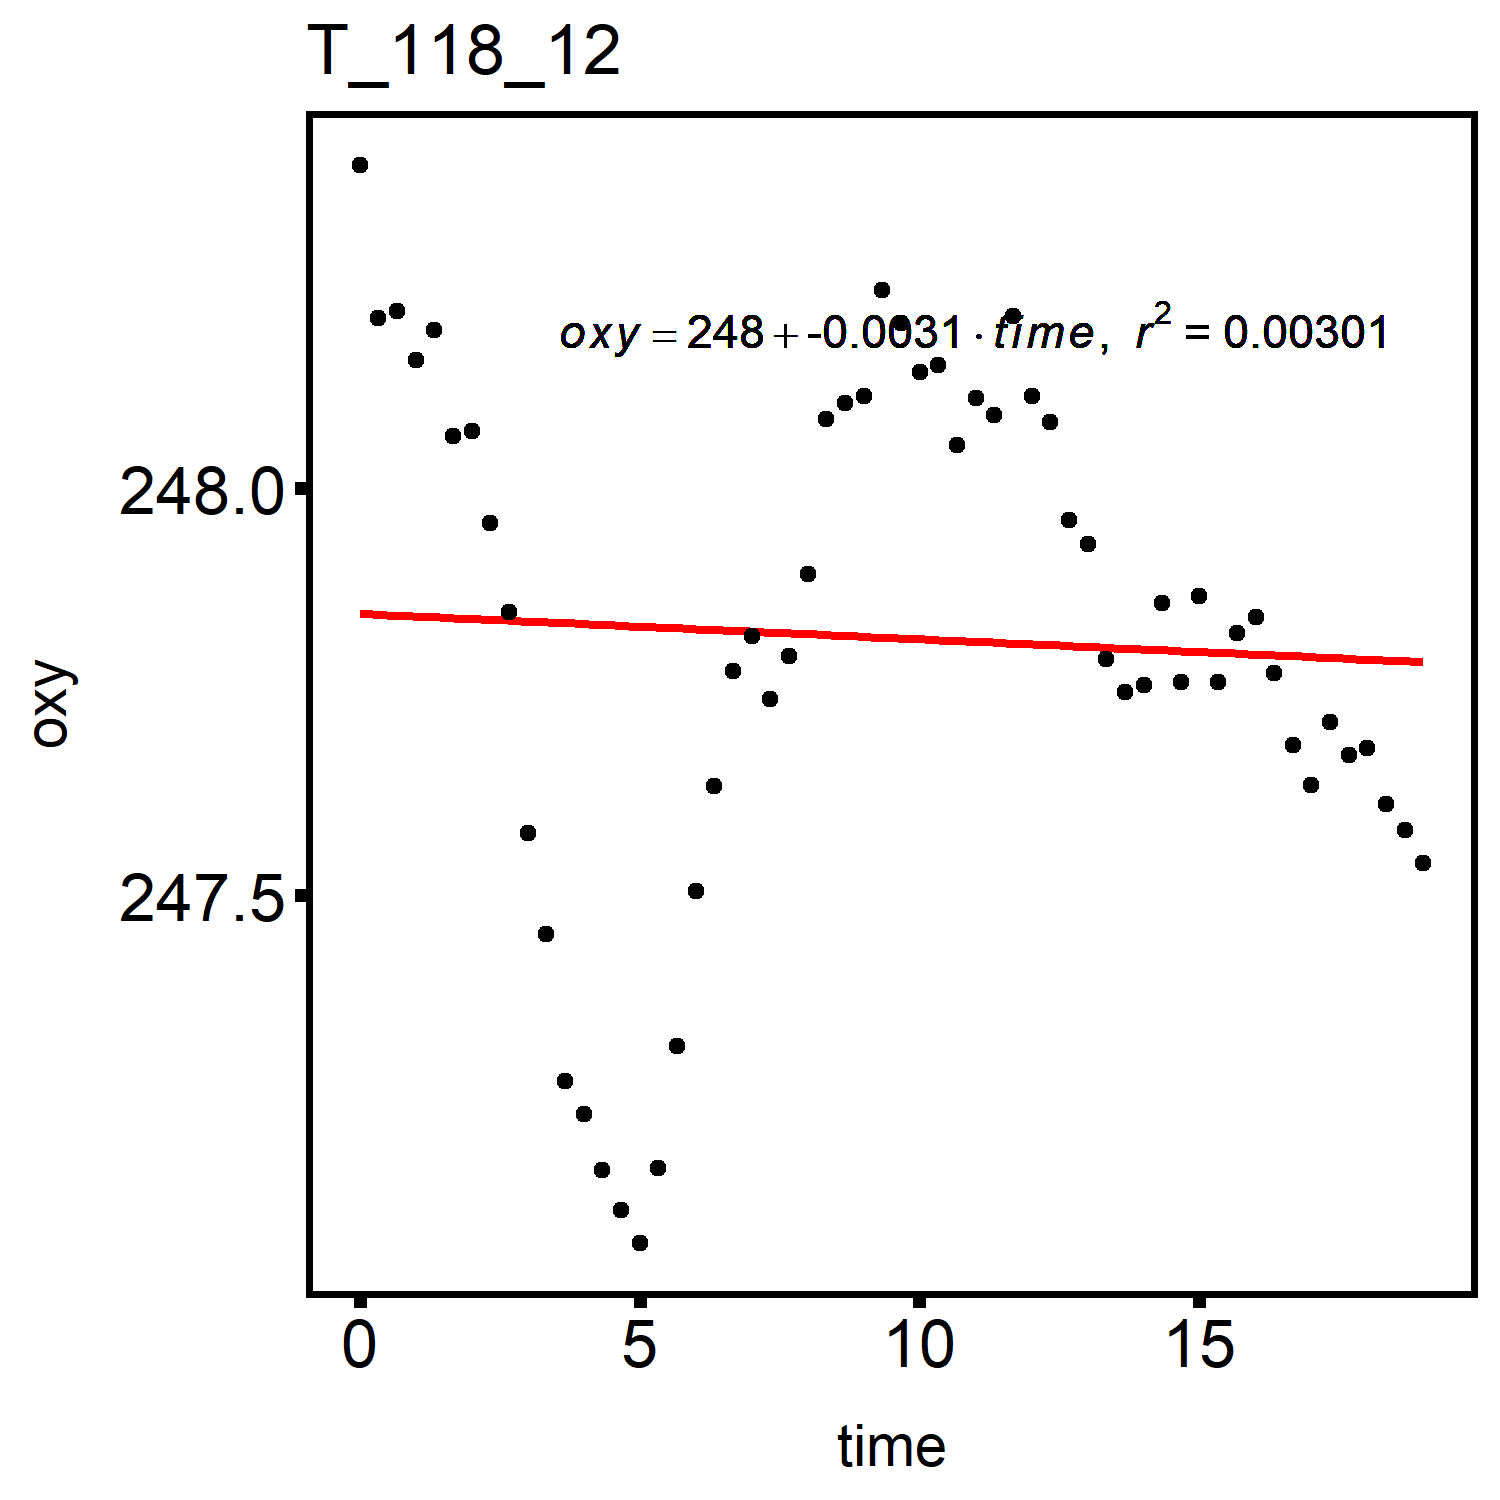 T_118_12
oxy = 248 + -0.0031 · time, r² = 0.00301
248.0
247.5
oxy
0 5 10 15
time